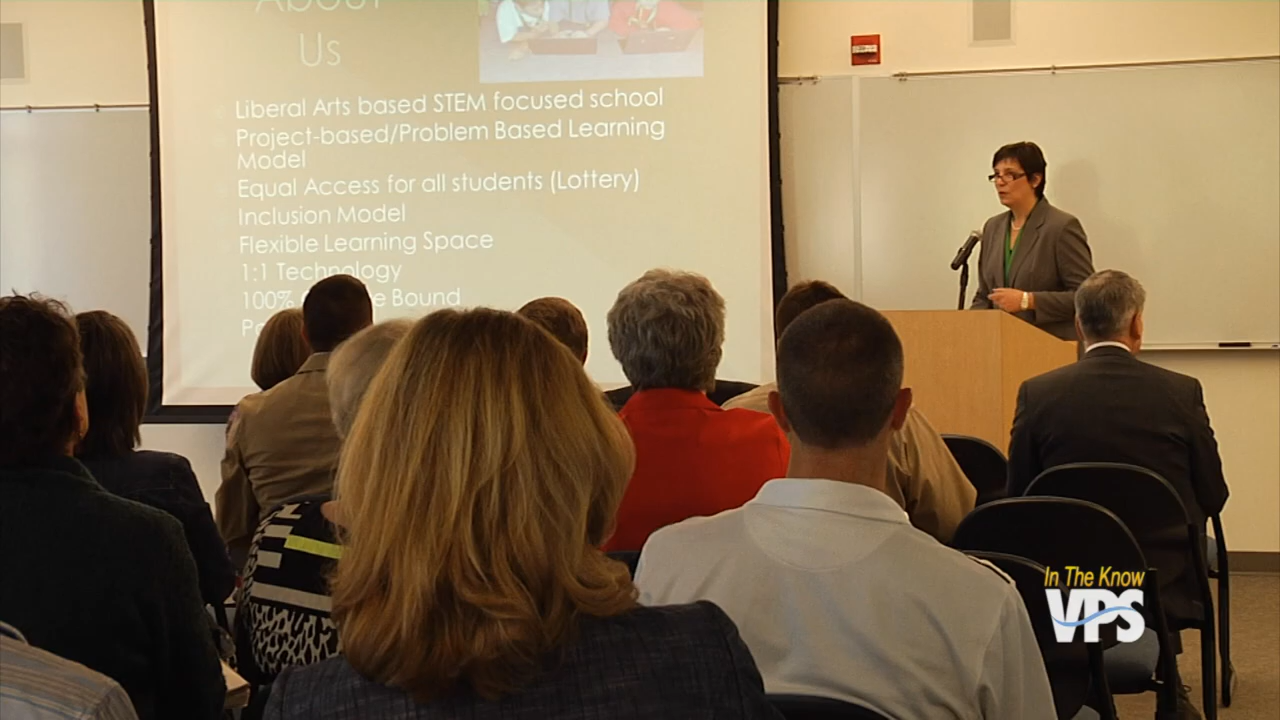 About
Us
Liberal Arts based STEM focused school
Project-based/Problem Based Learning
Model
Equal Access for all students (Lottery)
Inclusion Model
Flexible Learning Space
1:1 Technology
100% Bound
In The Know
VPS